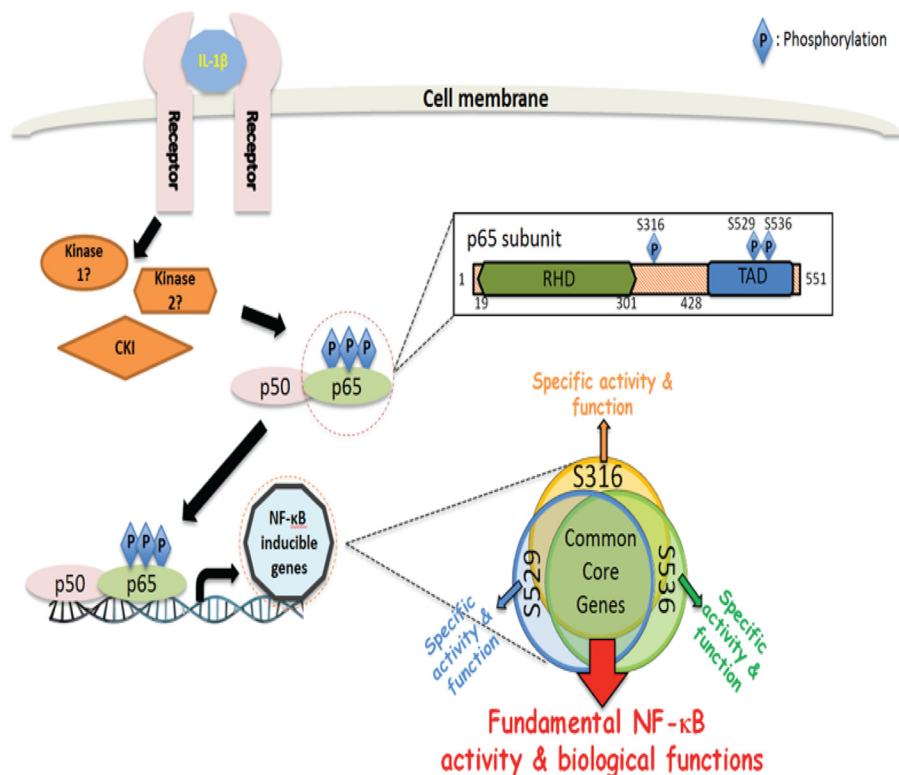 P : Phosphorylation
IL-1β
Cell membrane
Receptor
Receptor
Kinase
1?
Kinase
2?
CKI
p65 subunit
S316
S529
S536
P
P
P
1
RHD
TAD
551
19
301
428
P
P
P
p50
p65
Specific activity &
function
S316
S529
S536
Common
Core
Genes
NF-κB
inducible
genes
P
P
P
p50
p65
Specific
activity &
function
Specific
activity &
function
Fundamental NF-κB
activity & biological functions